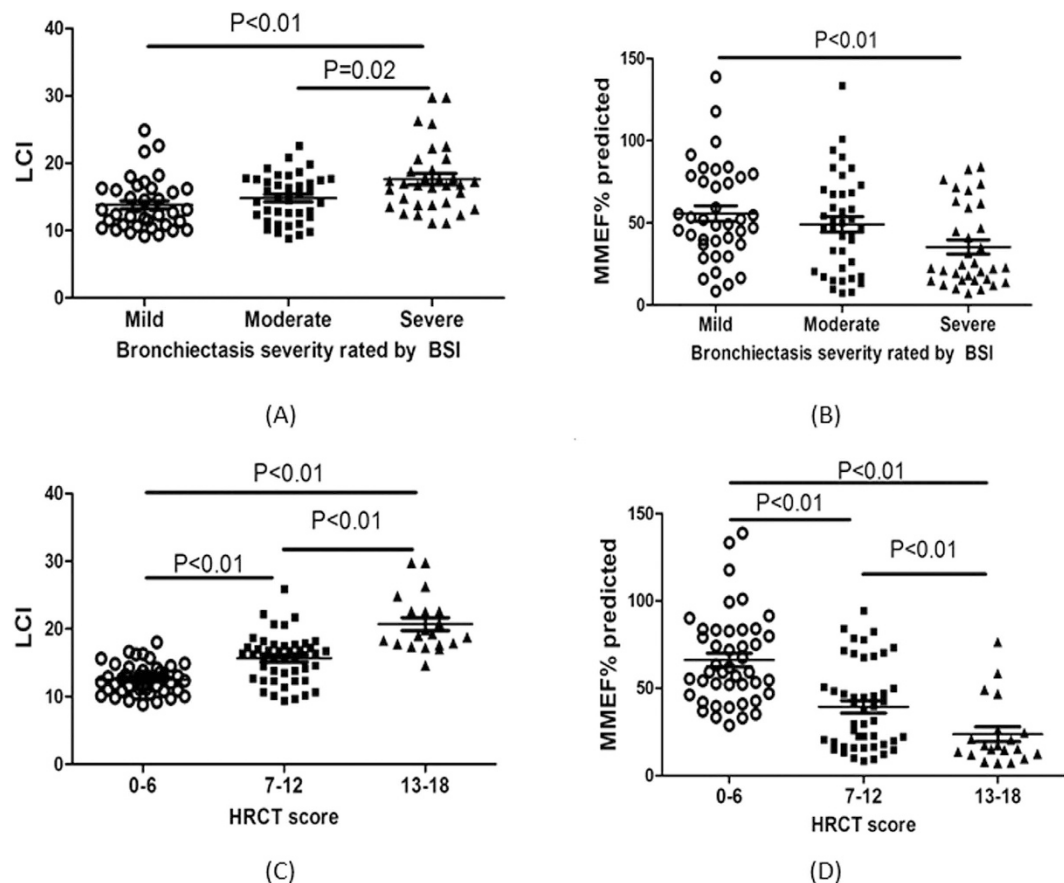 P<0.01
P=0.02
40
30
20
10
0
LCI
Mild Moderate Severe
Bronchiectasis severity rated by BSI
(A)
P<0.01
150
100
50
0
MMEF% predicted
Mild Moderate Severe
Bronchiectasis severity rated by BSI
(B)
P<0.01
P<0.01
P<0.01
40
30
20
10
0
LCI
0-6 7-12 13-18
HRCT score
(C)
P<0.01
P<0.01
P<0.01
150
100
50
0
MMEF% predicted
0-6 7-12 13-18
HRCT score
(D)